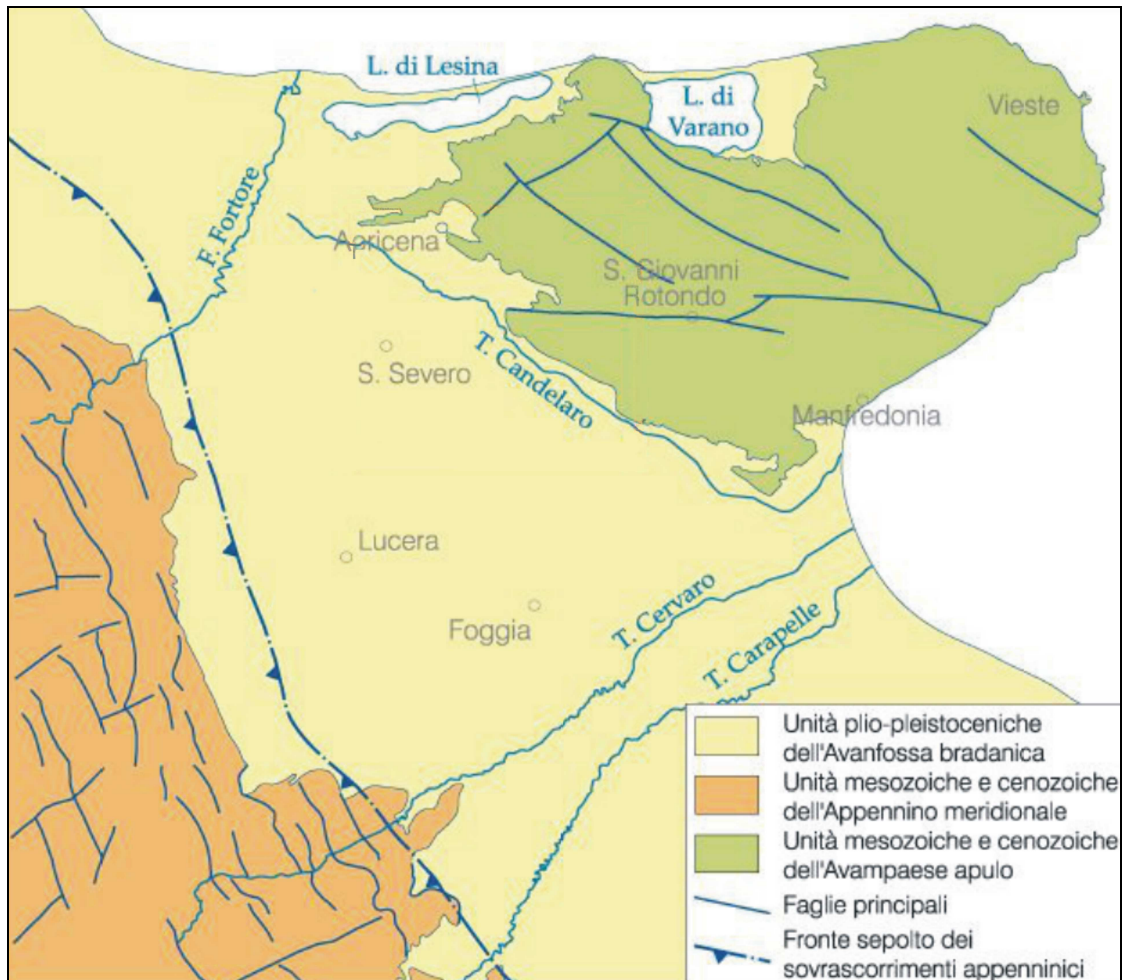 L. di Lesina
L. di
Varano
Vieste
F. Fortore
Apricena
S. Giovanni
Rotondo
S. Severo
T. Candelaro
Manfredonia
Lucera
Foggia
T. Cervaro
T. Carapelle
Unità plio-pleistoceniche
dell'Avanfossa bradanica
Unità mesozoiche e cenozoiche
dell'Appennino meridionale
Unità mesozoiche e cenozoiche
dell'Avampaese apulo
Faglie principali
Fronte sepolto dei
sovrascorrimenti appenninici